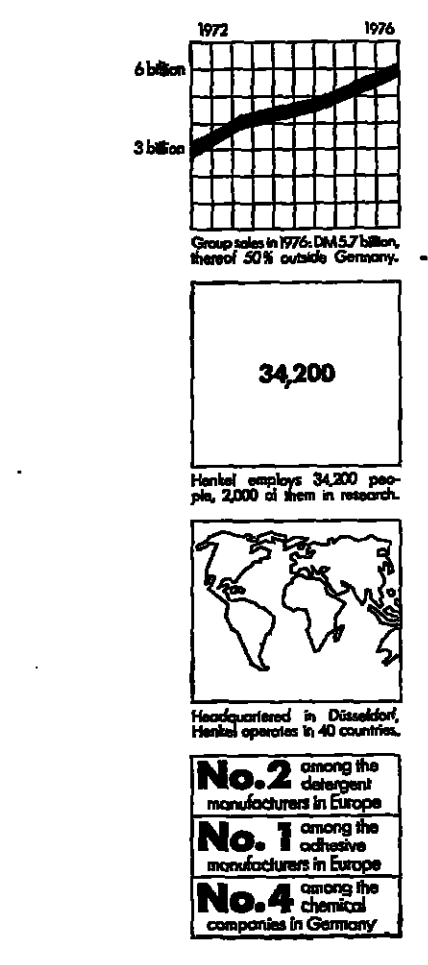 1972 1976
6 billion
3 billion
Group sales in 1976: DM 5.7 billion,
thereof 50% outside Germany.
34,200
Henkel employs 34,200 peo-
ple, 2,000 of them in research.
Headquartered in Düsseldorf,
Henkel operates in 40 countries.
No.2 among the
detergent
manufacturers in Europe
No. 1 among the
adhesive
manufacturers in Europe
No.4 among the
chemical
companies in Germany